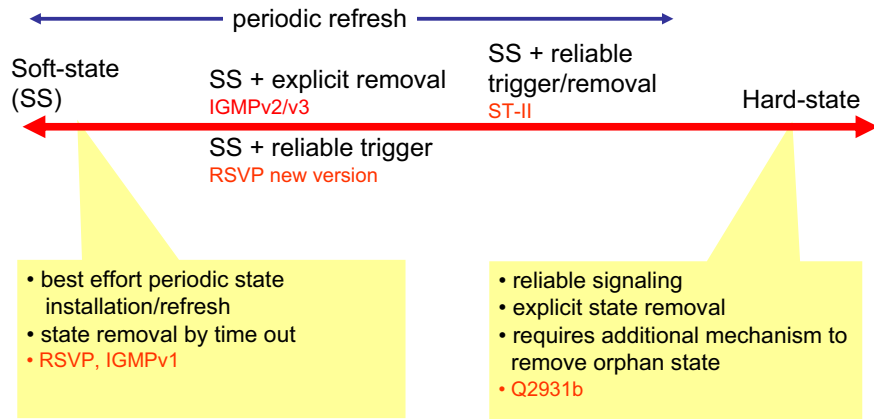 periodic refresh
Soft-state
(SS)
SS + explicit removal
IGMPv2/v3
SS + reliable
trigger/removal
ST-II
Hard-state
SS + reliable trigger
RSVP new version
• best effort periodic state
installation/refresh
• state removal by time out
• RSVP, IGMPv1
• reliable signaling
• explicit state removal
• requires additional mechanism to
remove orphan state
• Q2931b